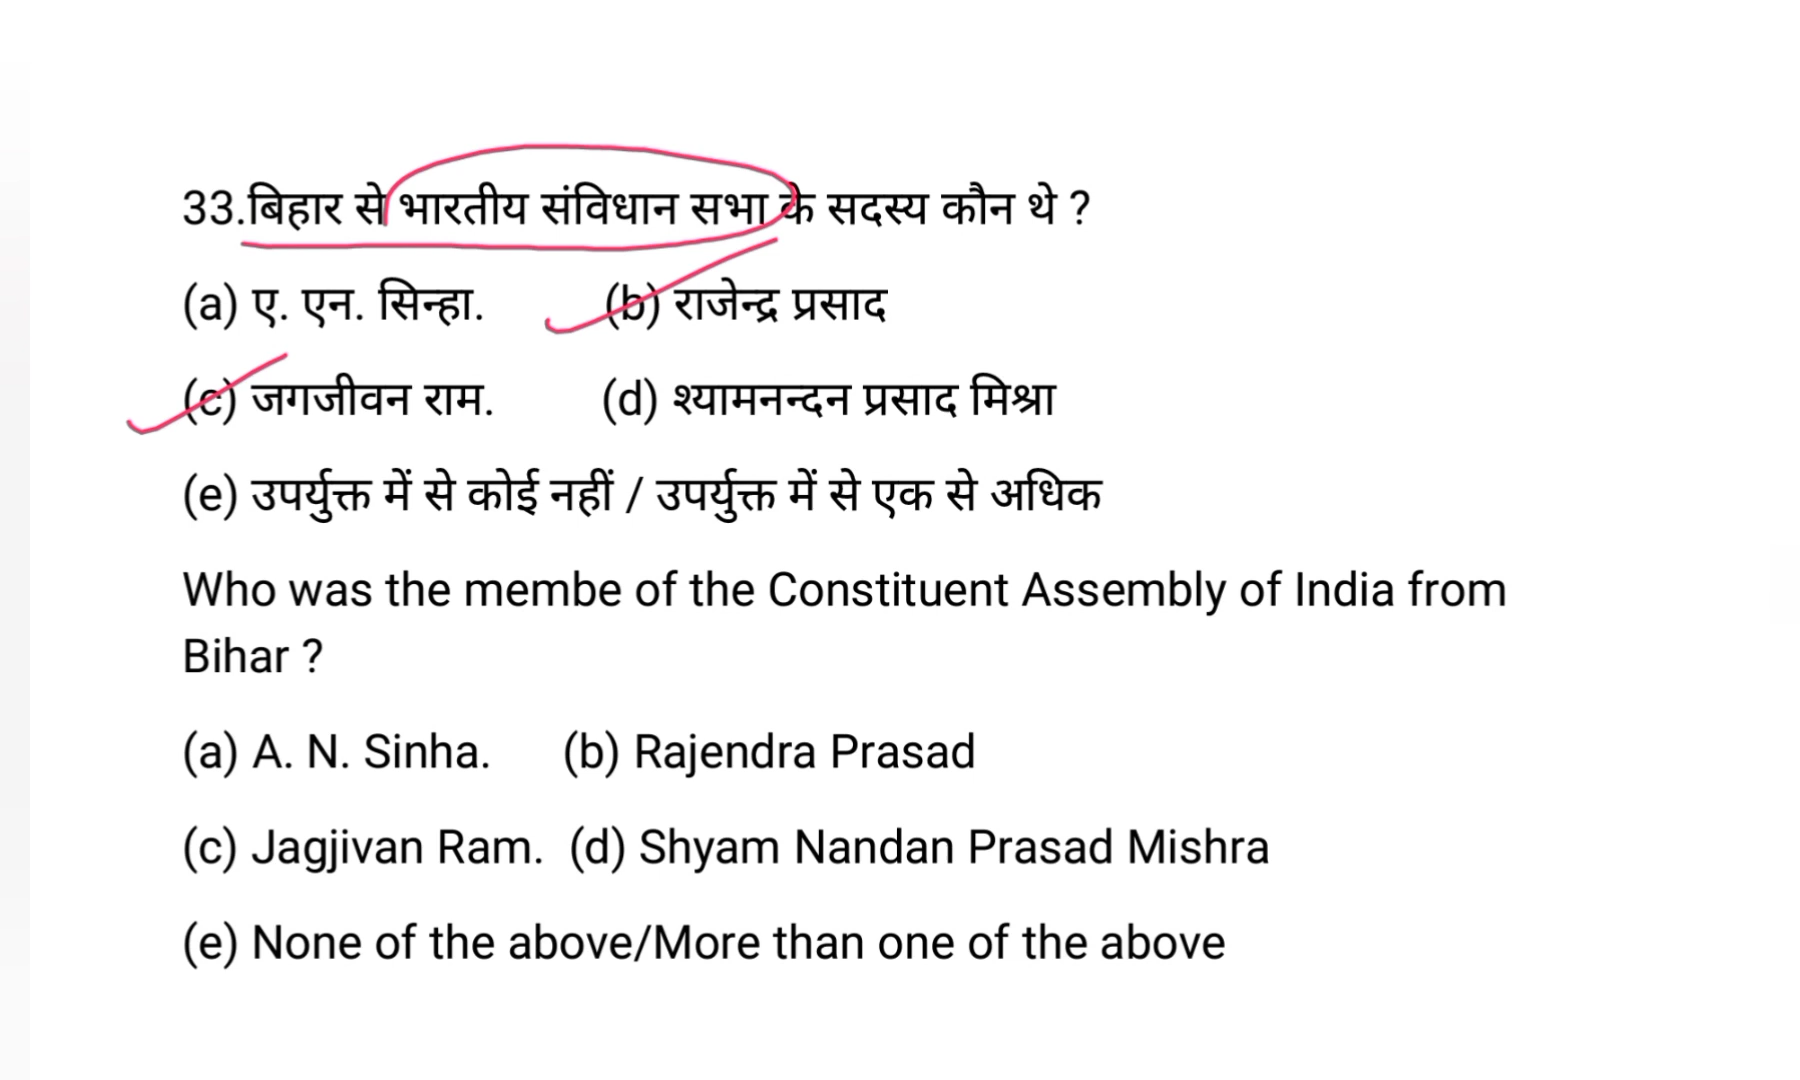 33.बिहार से भारतीय संविधान सभा के सदस्य कौन थे ?
(a) ए. एन. सिन्हा. (b) राजेन्द्र प्रसाद
(c) जगजीवन राम. (d) श्यामनन्दन प्रसाद मिश्रा
(e) उपर्युक्त में से कोई नहीं / उपर्युक्त में से एक से अधिक
Who was the membe of the Constituent Assembly of India from
Bihar ?
(a) A. N. Sinha. (b) Rajendra Prasad
(c) Jagjivan Ram. (d) Shyam Nandan Prasad Mishra
(e) None of the above/More than one of the above